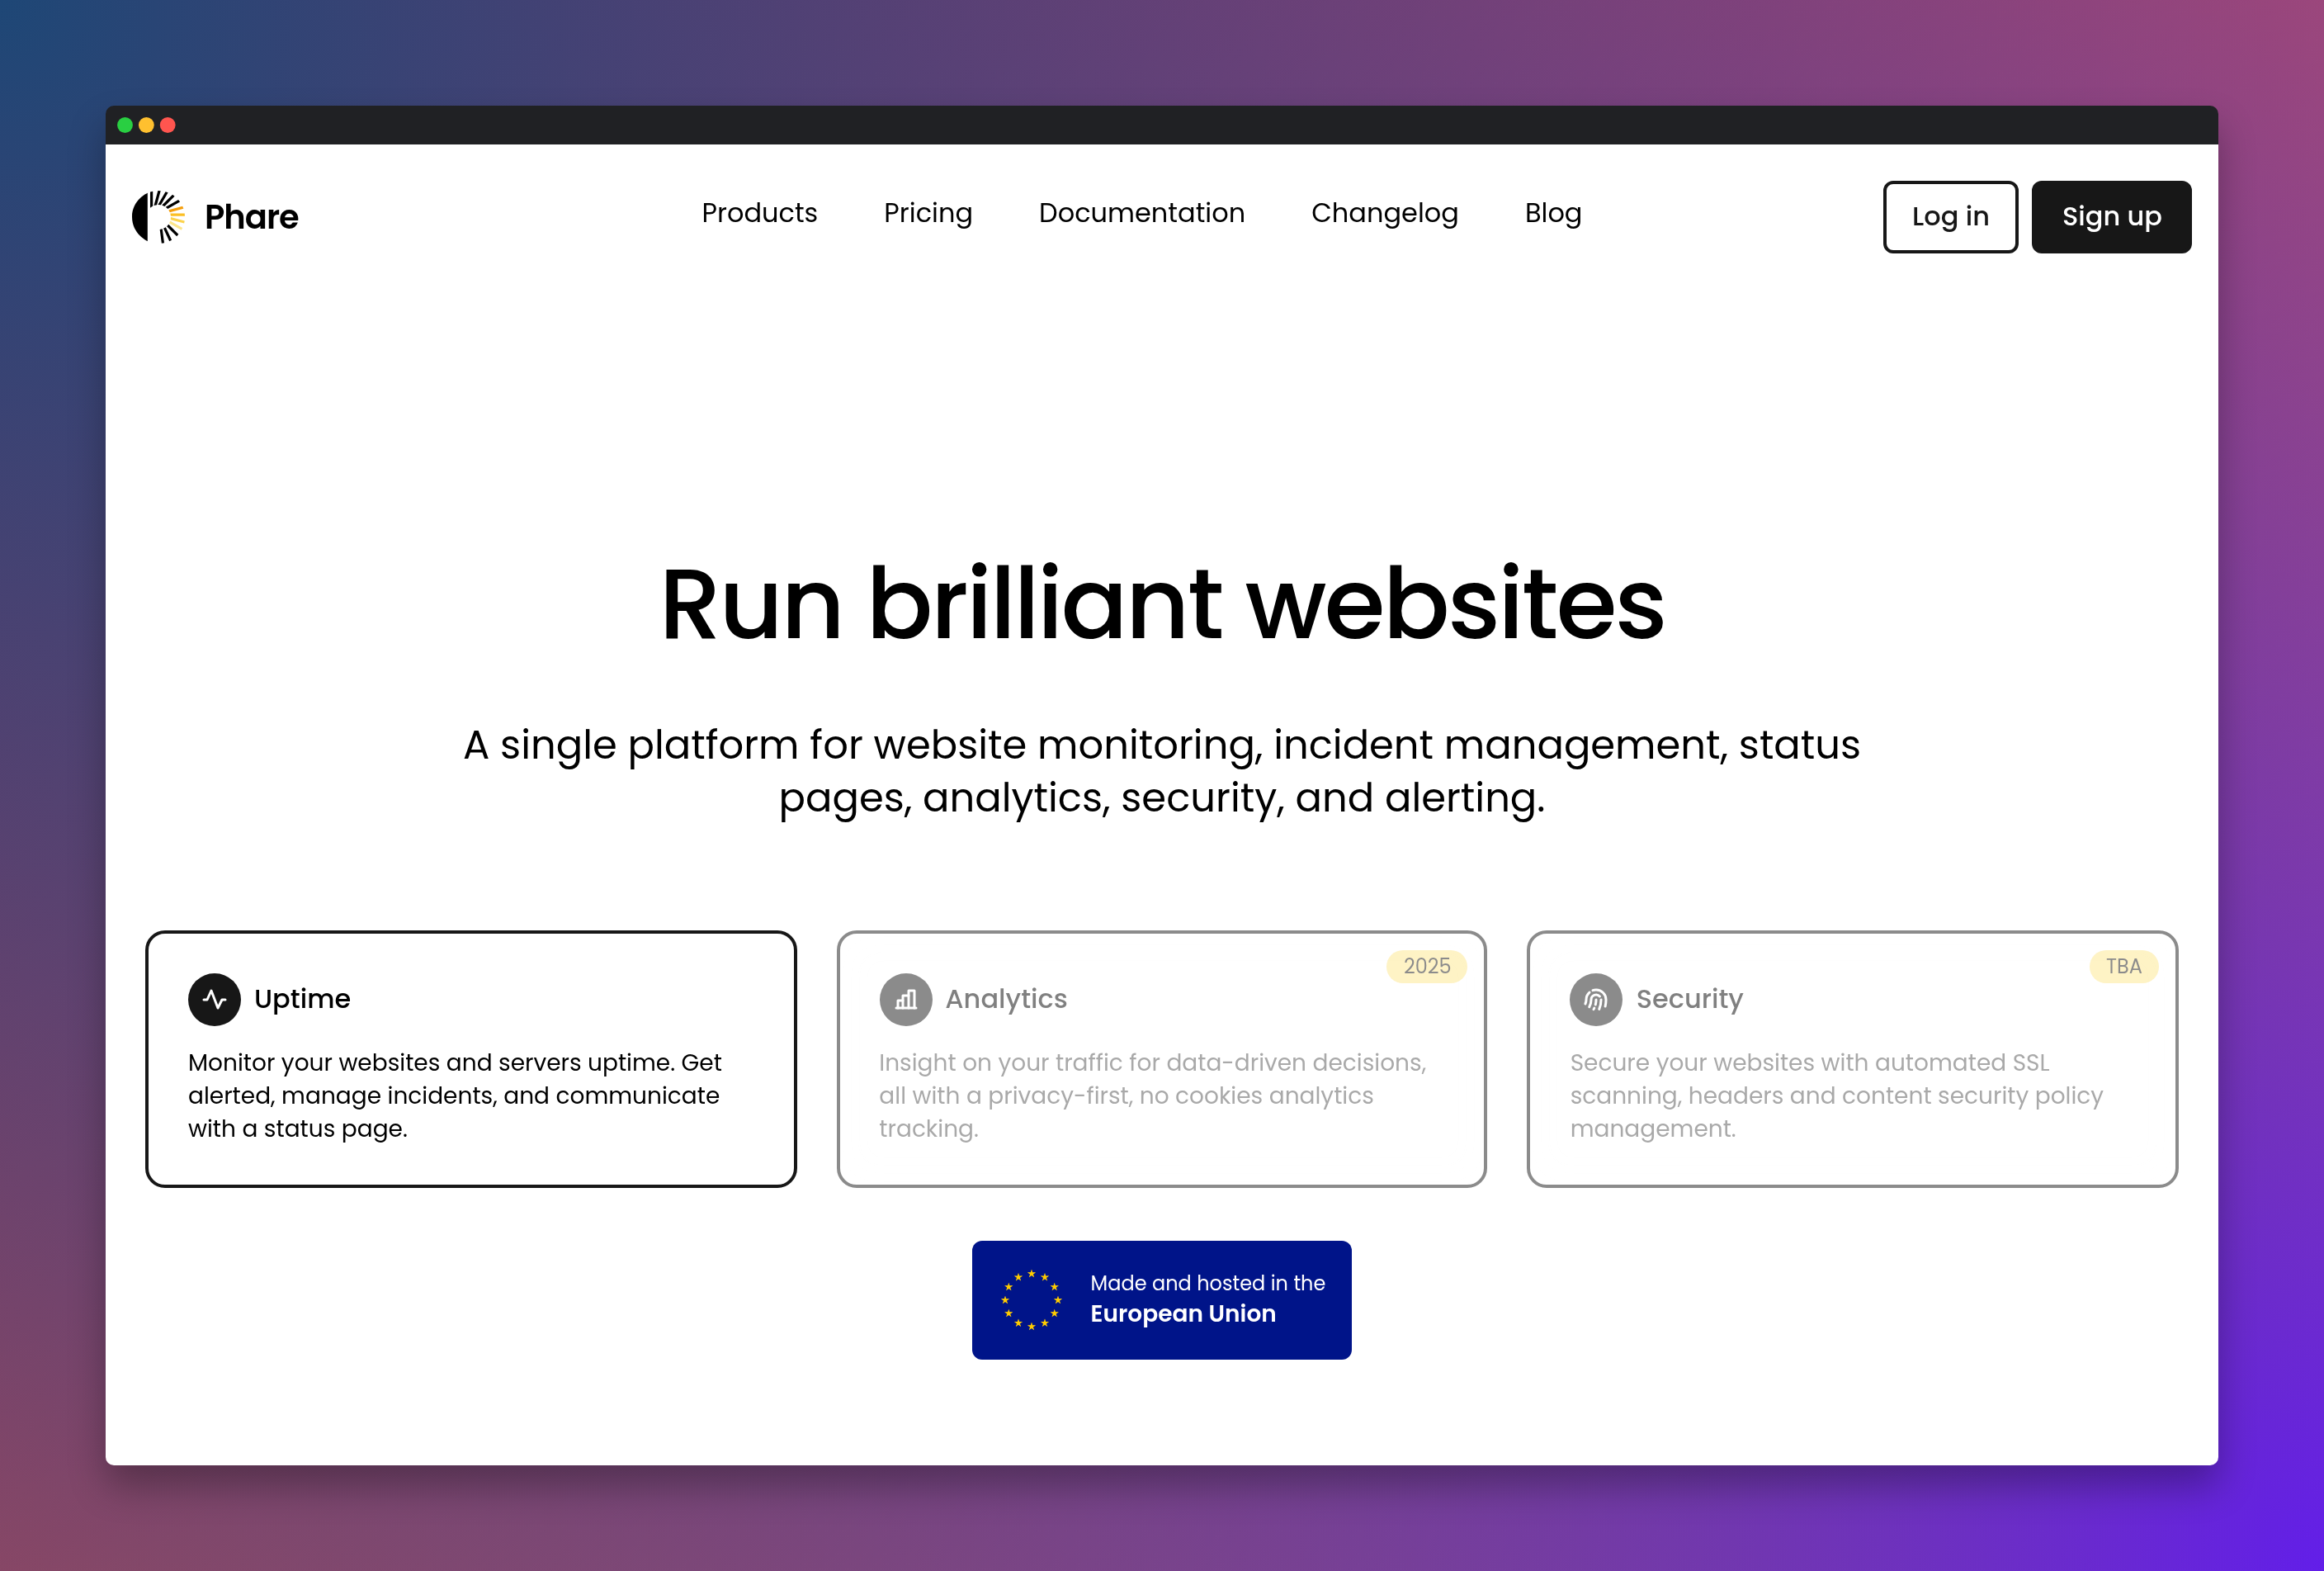 Phare
Products
Pricing
Documentation
Changelog
Blog
Log in
Sign up
Run brilliant websites
A single platform for website monitoring, incident management, status
pages, analytics, security, and alerting.
Uptime
Monitor your websites and servers uptime. Get
alerted, manage incidents, and communicate
with a status page.
2025
Analytics
Insight on your traffic for data-driven decisions,
all with a privacy-first, no cookies analytics
tracking.
TBA
Security
Secure your websites with automated SSL
scanning, headers and content security policy
management.
Made and hosted in the
European Union